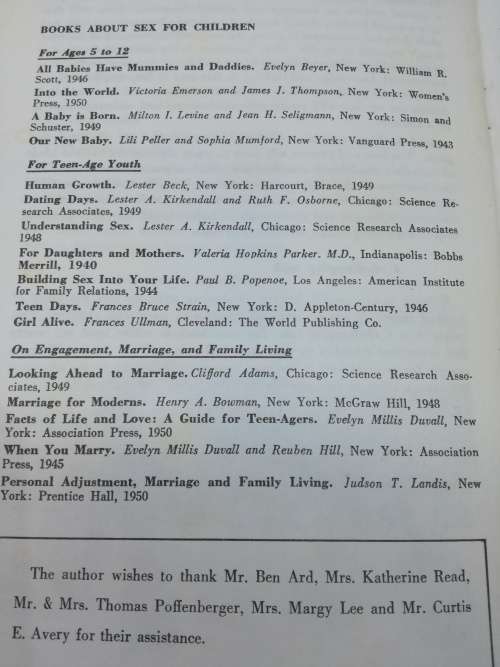 BOOKS ABOUT SEX FOR CHILDREN
For Ages 5 to 12
All Babies Have Mummies and Daddies. Evelyn Beyer, New York: William R.
Scott, 1946
Into the World. Victoria Emerson and James J. Thompson, New York: Women's
Press, 1950
A Baby is Born. Milton I. Levine and Jean H. Seligmann, New York: Simon and
Schuster, 1949
Our New Baby. Lili Peller and Sophia Mumford, New York: Vanguard Press, 1943
For Teen-Age Youth
Human Growth. Lester Beck, New York: Harcourt, Brace, 1949
Dating Days. Lester A. Kirkendall and Ruth F. Osborne, Chicago: Science Re-
search Associates, 1949
Understanding Sex. Lester A. Kirkendall, Chicago: Science Research Associates
1948
For Daughters and Mothers. Valeria Hopkins Parker. M.D., Indianapolis: Bobbs
Merrill, 1940
Building Sex Into Your Life. Paul B. Popenoe, Los Angeles: American Institute
for Family Relations, 1944
Teen Days. Frances Bruce Strain, New York: D. Appleton-Century, 1946
Girl Alive. Frances Ullman, Cleveland: The World Publishing Co.
On Engagement, Marriage, and Family Living
Looking Ahead to Marriage. Clifford Adams, Chicago: Science Research Asso-
ciates, 1949
Marriage for Moderns. Henry A. Bowman, New York: McGraw Hill, 1948
Facts of Life and Love: A Guide for Teen-Agers. Evelyn Millis Duvall, New
York: Association Press, 1950
When You Marry. Evelyn Millis Duvall and Reuben Hill, New York: Association
Press, 1945
Personal Adjustment, Marriage and Family Living. Judson T. Landis, New
York: Prentice Hall, 1950
The author wishes to thank Mr. Ben Ard, Mrs. Katherine Read,
Mr. & Mrs. Thomas Poffenberger, Mrs. Margy Lee and Mr. Curtis
E. Avery for their assistance.